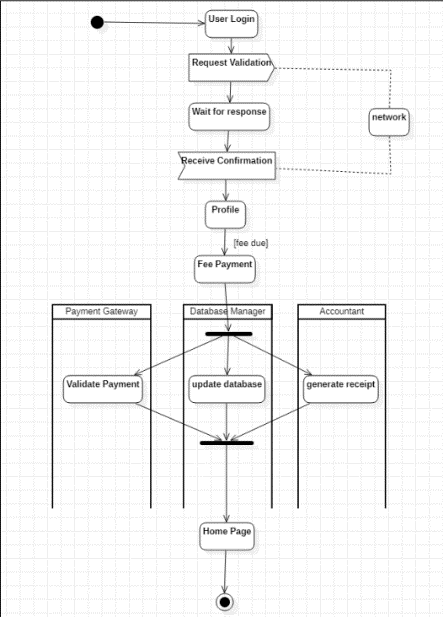 User Login
Request Validation
Wait for response
network
Receive Confirmation
Profile
[fee due]
Fee Payment
Payment Gateway
Database Manager
Accountant
Validate Payment
update database
generate receipt
Home Page